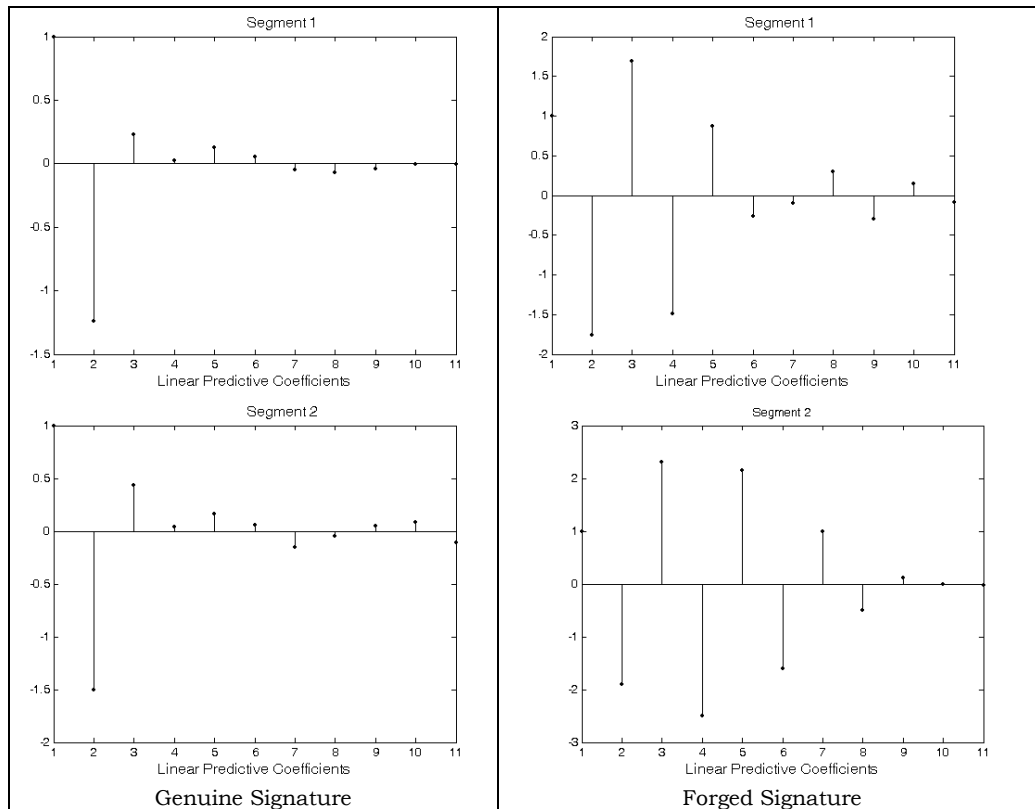 Segment 1
1
0.5
0
-0.5
-1
-1.5
1 2 3 4 5 6 7 8 9 10 11
Linear Predictive Coefficients
Segment 1
2
1.5
1
0.5
0
-0.5
-1
-1.5
-2
1 2 3 4 5 6 7 8 9 10 11
Linear Predictive Coefficients
Segment 2
1
0.5
0
-0.5
-1
-1.5
-2
1 2 3 4 5 6 7 8 9 10 11
Linear Predictive Coefficients
Genuine Signature
Segment 2
3
2
1
0
-1
-2
-3
1 2 3 4 5 6 7 8 9 10 11
Linear Predictive Coefficients
Forged Signature